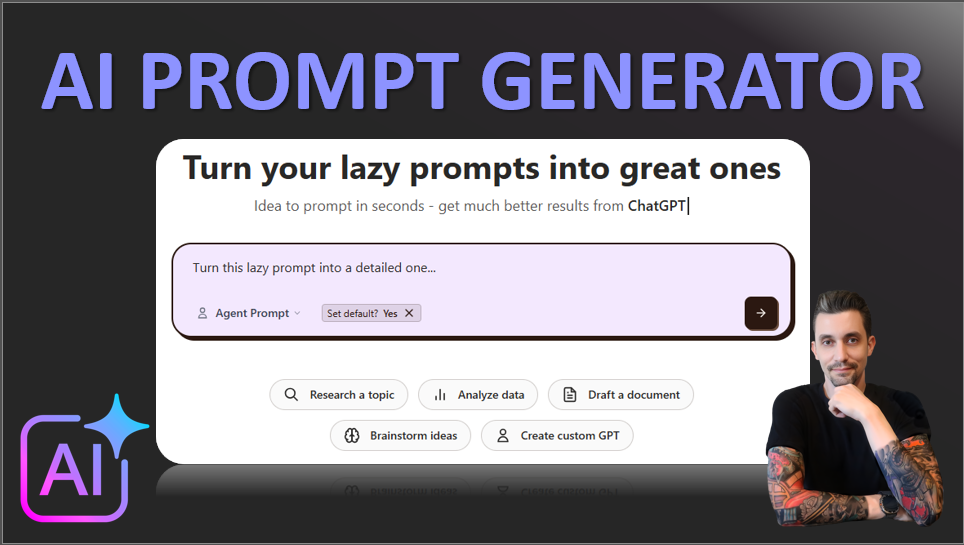 AI PROMPT GENERATOR
Turn your lazy prompts into great ones
Idea to prompt in seconds - get much better results from ChatGPT
Turn this lazy prompt into a detailed one...
Agent Prompt Set default? Yes
Research a topic Analyze data Draft a document
Brainstorm ideas Create custom GPT
AI